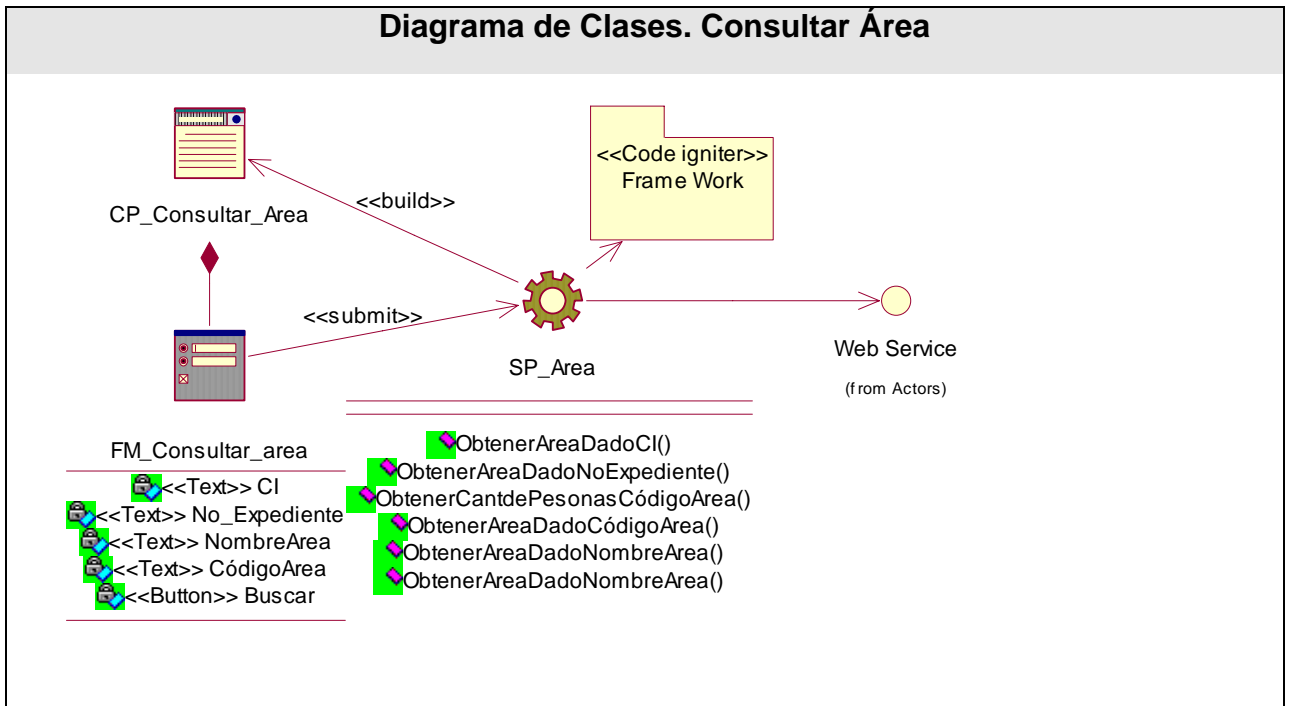 Diagrama de Clases. Consultar Área
<<Code igniter>>
Frame Work
CP_Consultar_Area
<<build>>
<<submit>>
SP_Area
Web Service
(from Actors)
FM_Consultar_area
<<Text>> CI
<<Text>> No_Expediente
<<Text>> NombreArea
<<Text>> CódigoArea
<<Button>> Buscar
ObtenerAreaDadoCI()
ObtenerAreaDadoNoExpediente()
ObtenerCantdePesonasCódigoArea()
ObtenerAreaDadoCódigoArea()
ObtenerAreaDadoNombreArea()
ObtenerAreaDadoNombreArea()